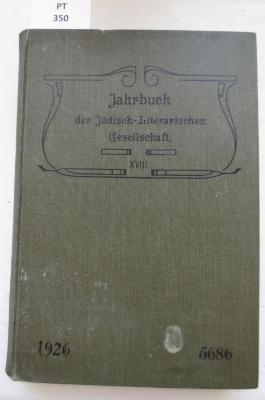 PT
350
Jahrbuch
der Jüdisch-Literarischen
Gesellschaft.
XVIII
1926 5686